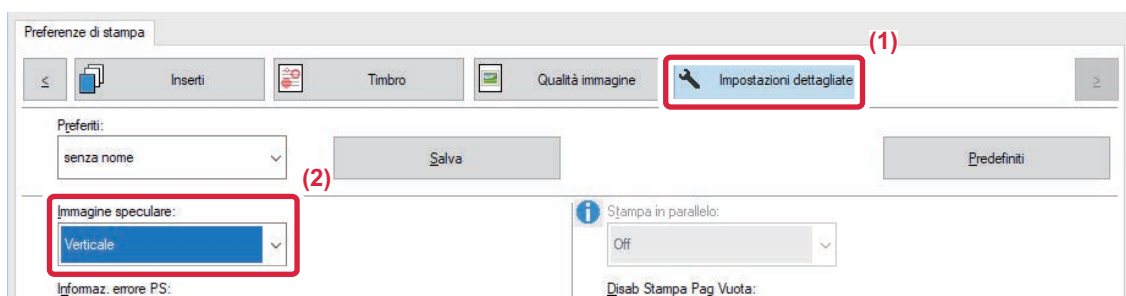 Preferenze di stampa
(1)
< Inserti Timbro Qualità immagine Impostazioni dettagliate >
Preferiti:
senza nome Salva Predefiniti
(2)
Immagine speculare: Stampa in parallelo:
Verticale Off
Informaz. errore PS: Disab Stampa Pag Vuota: